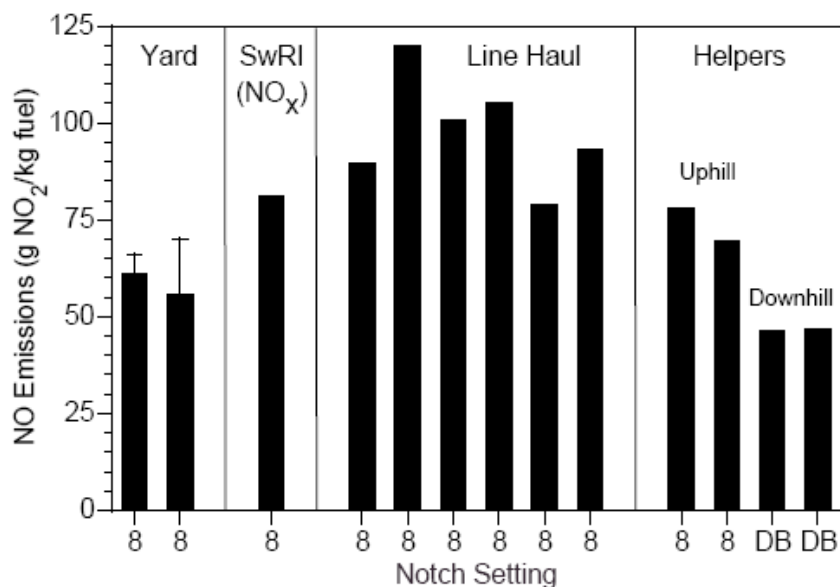 125
100
75
50
25
0
NO Emissions (g NO₂/kg fuel)
Yard
SwRI
(NOₓ)
Line Haul
Helpers
Uphill
Downhill
8 8 8 8 8 8 8 8 8 8 8 DB DB
Notch Setting